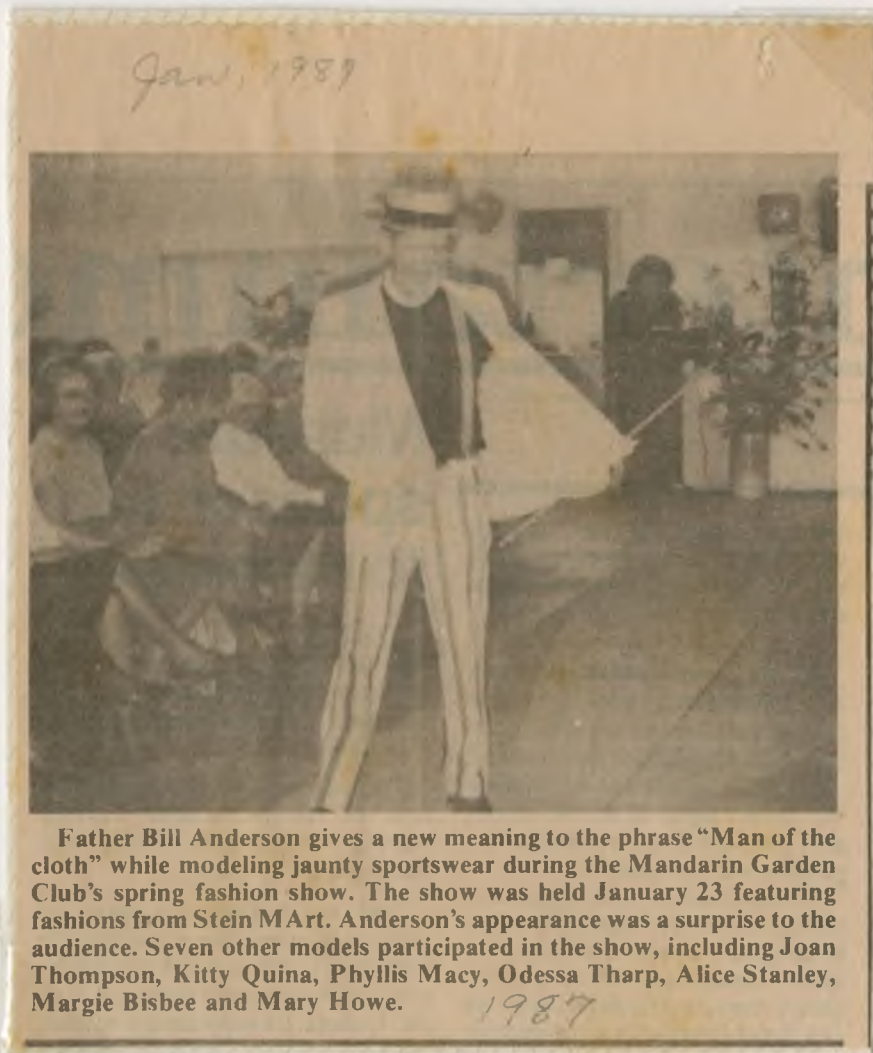 Jan, 1987
Father Bill Anderson gives a new meaning to the phrase “Man of the
cloth” while modeling jaunty sportswear during the Mandarin Garden
Club’s spring fashion show. The show was held January 23 featuring
fashions from Stein MArt. Anderson’s appearance was a surprise to the
audience. Seven other models participated in the show, including Joan
Thompson, Kitty Quina, Phyllis Macy, Odessa Tharp, Alice Stanley,
Margie Bisbee and Mary Howe.
1987